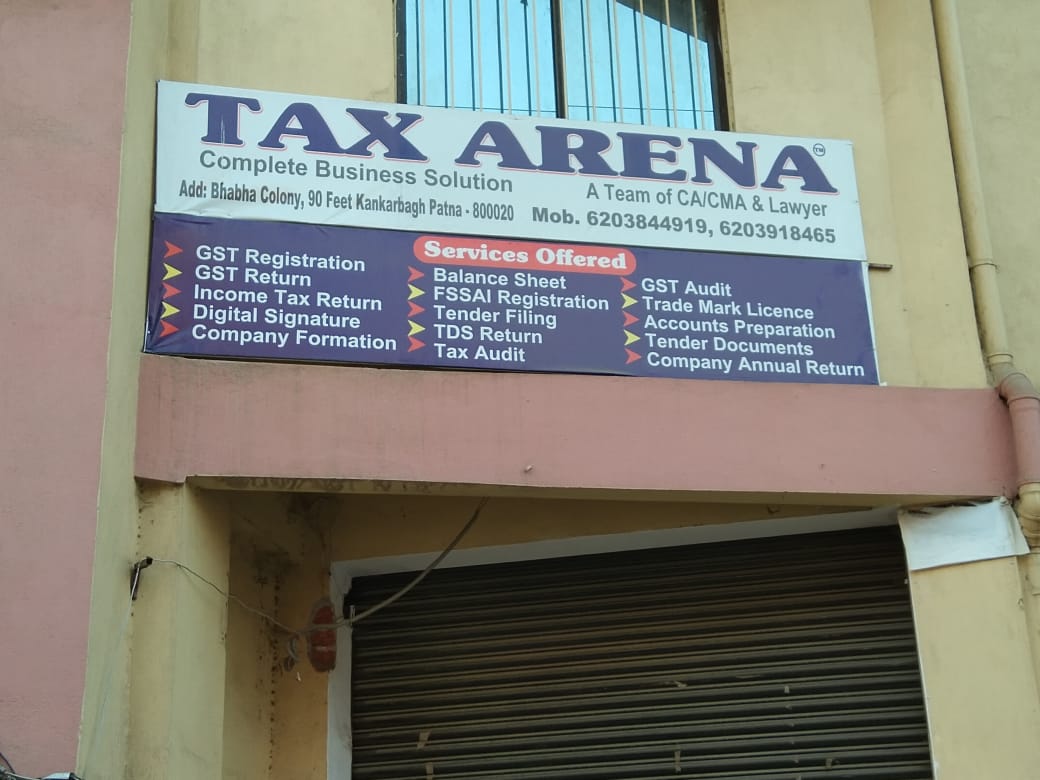 TAX ARENA TM
Complete Business Solution
A Team of CA/CMA & Lawyer
Add: Bhabha Colony, 90 Feet Kankarbagh Patna - 800020
Mob. 6203844919, 6203918465
Services Offered
GST Registration
GST Return
Income Tax Return
Digital Signature
Company Formation
Balance Sheet
FSSAI Registration
Tender Filing
TDS Return
Tax Audit
GST Audit
Trade Mark Licence
Accounts Preparation
Tender Documents
Company Annual Return